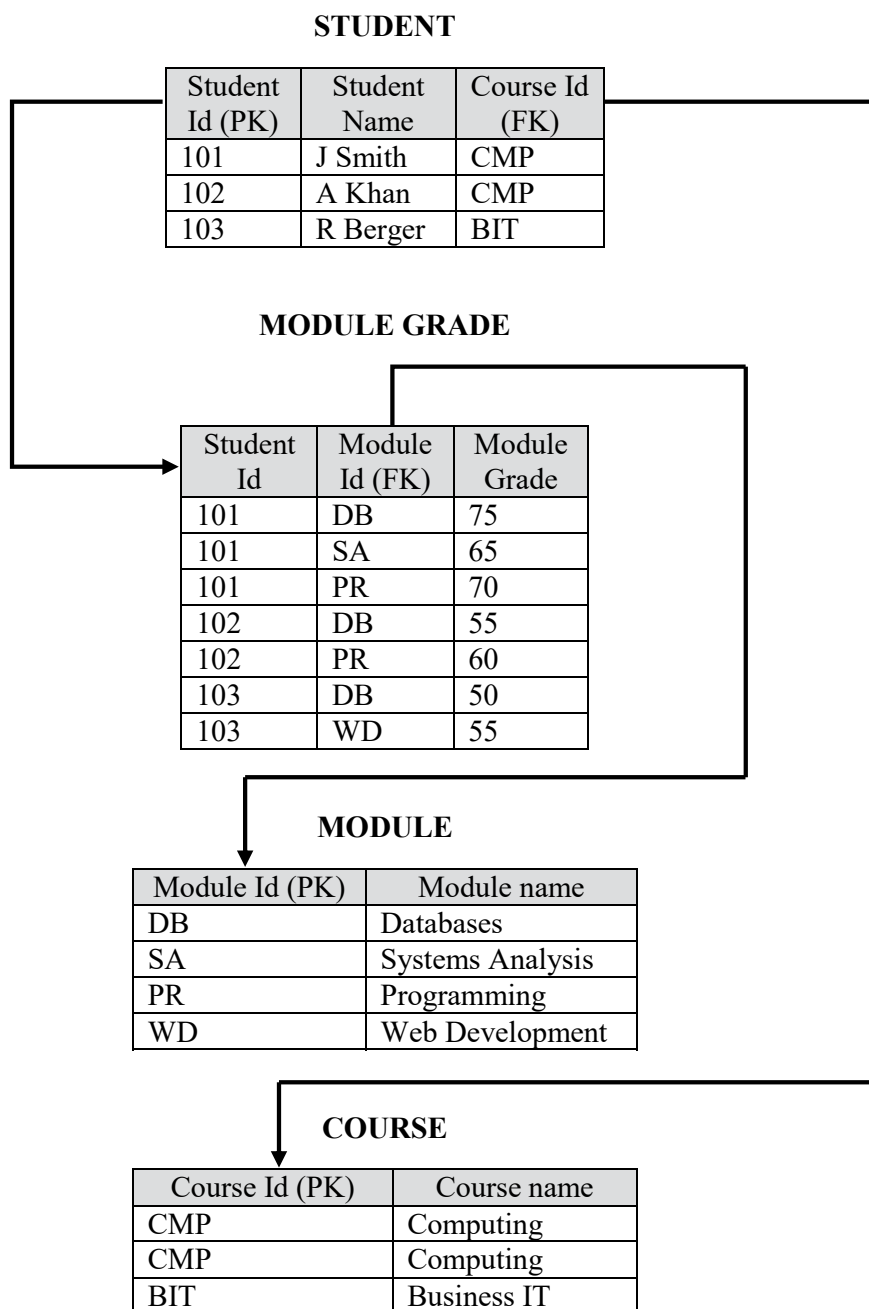 STUDENT
Student Id (PK) Student Name Course Id (FK)
101 J Smith CMP
102 A Khan CMP
103 R Berger BIT
MODULE GRADE
Student Id Module Id (FK) Module Grade
101 DB 75
101 SA 65
101 PR 70
102 DB 55
102 PR 60
103 DB 50
103 WD 55
MODULE
Module Id (PK) Module name
DB Databases
SA Systems Analysis
PR Programming
WD Web Development
COURSE
Course Id (PK) Course name
CMP Computing
CMP Computing
BIT Business IT